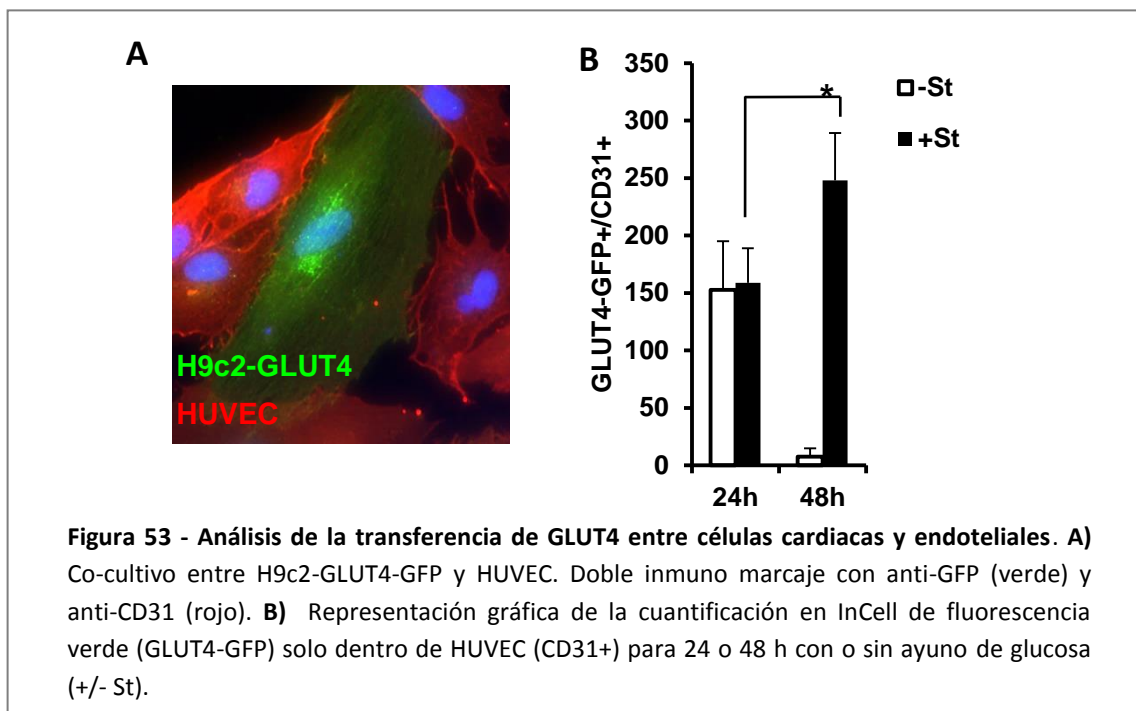 A
H9c2-GLUT4
HUVEC
B
GLUT4-GFP+/CD31+
350
300
250
200
150
100
50
0
*
-St
+St
24h 48h
Figura 53 - Análisis de la transferencia de GLUT4 entre células cardiacas y endoteliales. A)
Co-cultivo entre H9c2-GLUT4-GFP y HUVEC. Doble inmuno marcaje con anti-GFP (verde) y
anti-CD31 (rojo). B) Representación gráfica de la cuantificación en InCell de fluorescencia
verde (GLUT4-GFP) solo dentro de HUVEC (CD31+) para 24 o 48 h con o sin ayuno de glucosa
(+/- St).